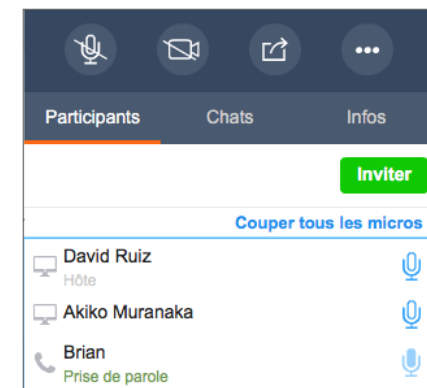 Participants Chats Infos
Inviter
Couper tous les micros
David Ruiz
Hôte
Akiko Muranaka
Brian
Prise de parole